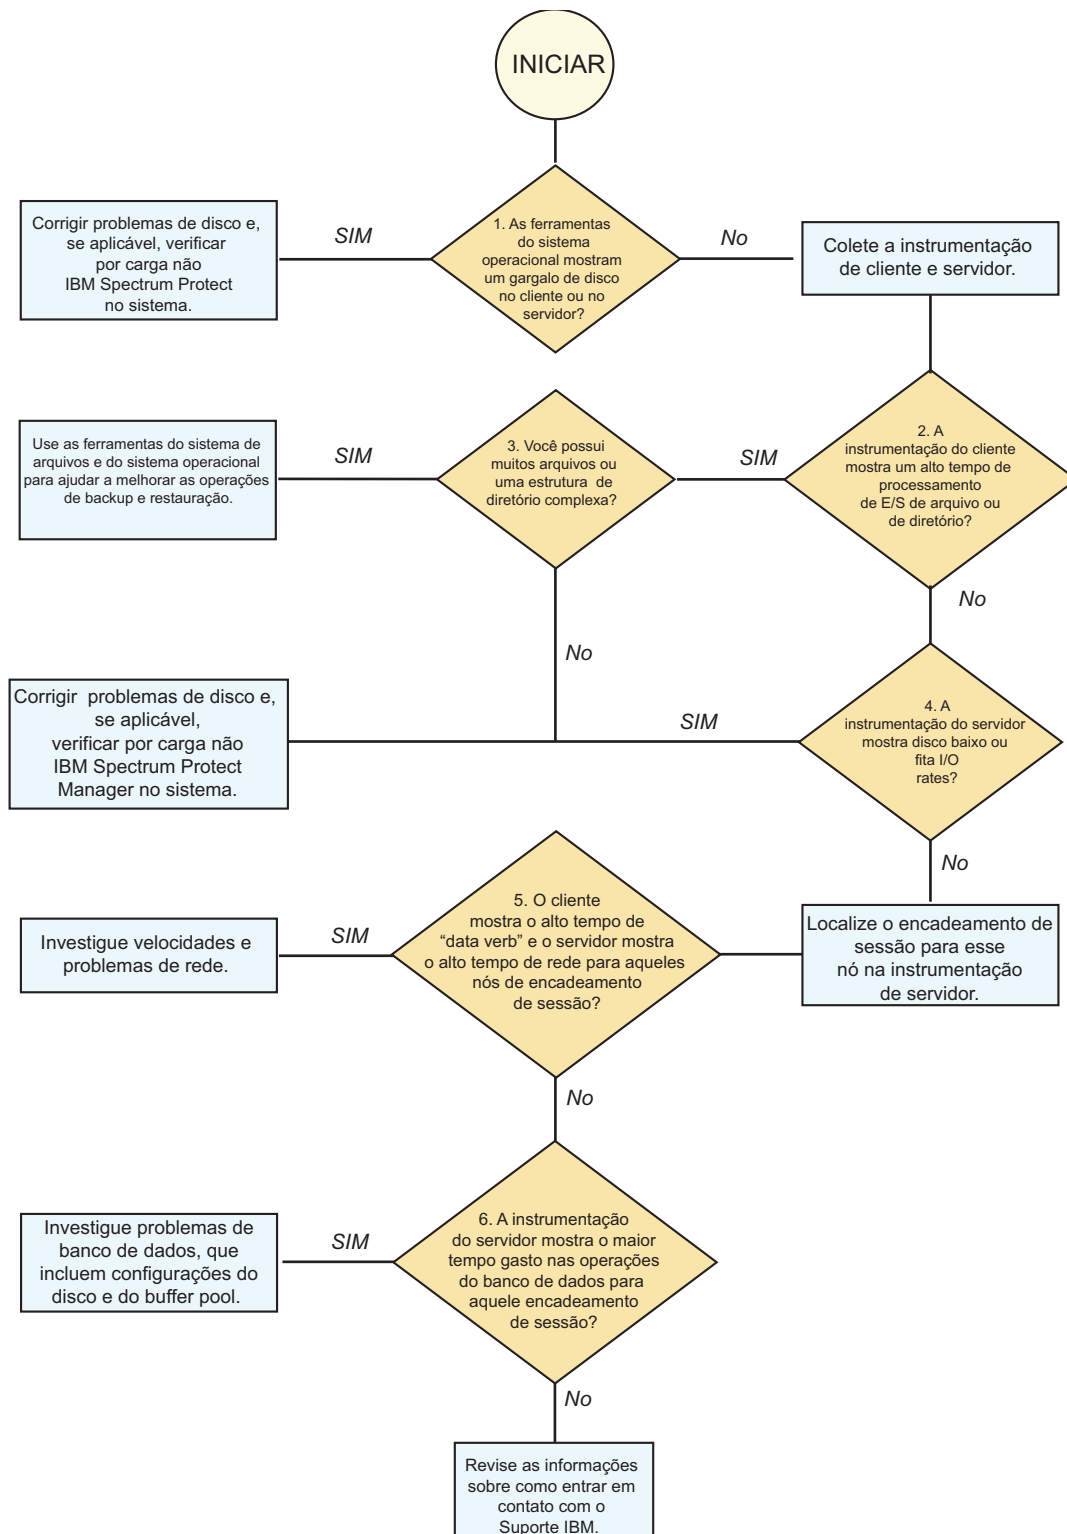 INICIAR
1. As ferramentas
do sistema
operacional mostram
um gargalo de disco
no cliente ou no
servidor?
SIM
Corrigir problemas de disco e,
se aplicável, verificar
por carga não
IBM Spectrum Protect
no sistema.
No
Colete a instrumentação
de cliente e servidor.
2. A
instrumentação do cliente
mostra um alto tempo de
processamento
de E/S de arquivo ou
de diretório?
SIM
3. Você possui
muitos arquivos ou
uma estrutura de
diretório complexa?
SIM
Use as ferramentas do sistema de
arquivos e do sistema operacional
para ajudar a melhorar as operações
de backup e restauração.
No
No
4. A
instrumentação do servidor
mostra disco baixo ou
fita I/O
rates?
SIM
Corrigir problemas de disco e,
se aplicável,
verificar por carga não
IBM Spectrum Protect
Manager no sistema.
No
Localize o encadeamento de
sessão para esse
nó na instrumentação
de servidor.
5. O cliente
mostra o alto tempo de
“data verb” e o servidor mostra
o alto tempo de rede para aqueles
nós de encadeamento
de sessão?
SIM
Investigue velocidades e
problemas de rede.
No
6. A instrumentação
do servidor mostra o maior
tempo gasto nas operações
do banco de dados para
aquele encadeamento
de sessão?
SIM
Investigue problemas de
banco de dados, que
incluem configurações do
disco e do buffer pool.
No
Revise as informações
sobre como entrar em
contato com o
Suporte IBM.